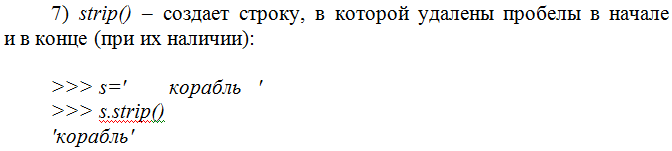 7) strip() – создает строку, в которой удалены пробелы в начале
и в конце (при их наличии):
>>> s='      корабль   '
>>> s.strip()
'корабль'